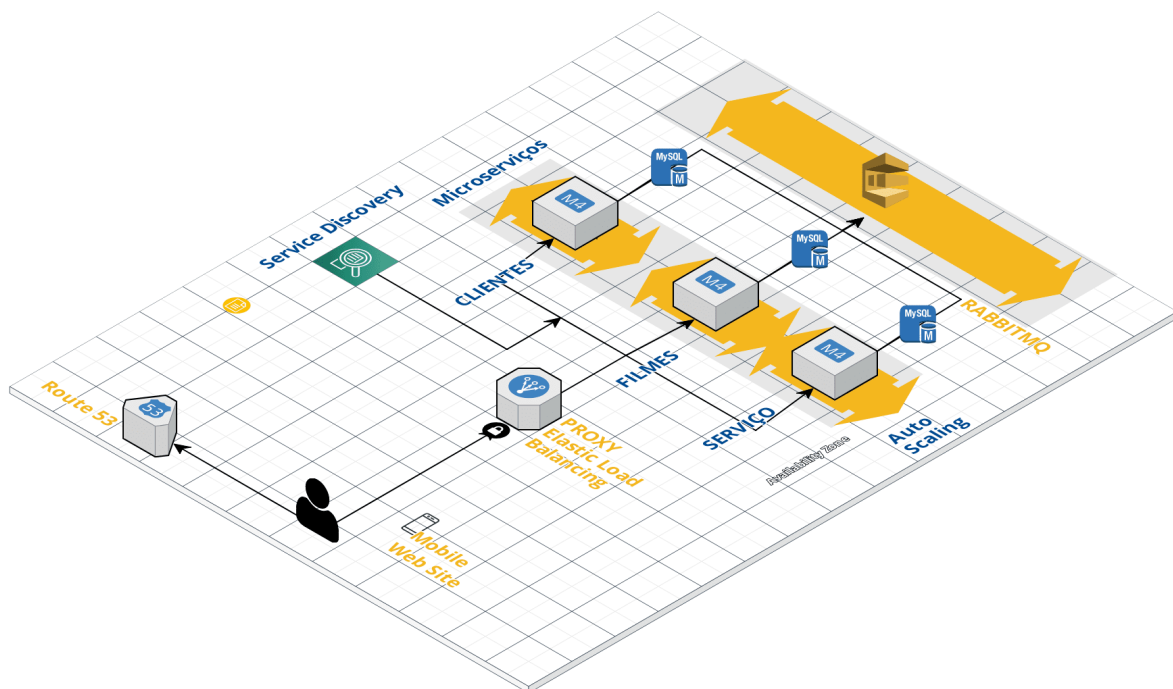 Microserviços
Service Discovery
CLIENTES
FILMES
SERVIÇO
M4
M4
M4
MySQL
M
MySQL
M
MySQL
M
RABBITMQ
Auto
Scaling
Availability Zone
PROXY
Elastic Load
Balancing
Route 53
53
Mobile
Web Site